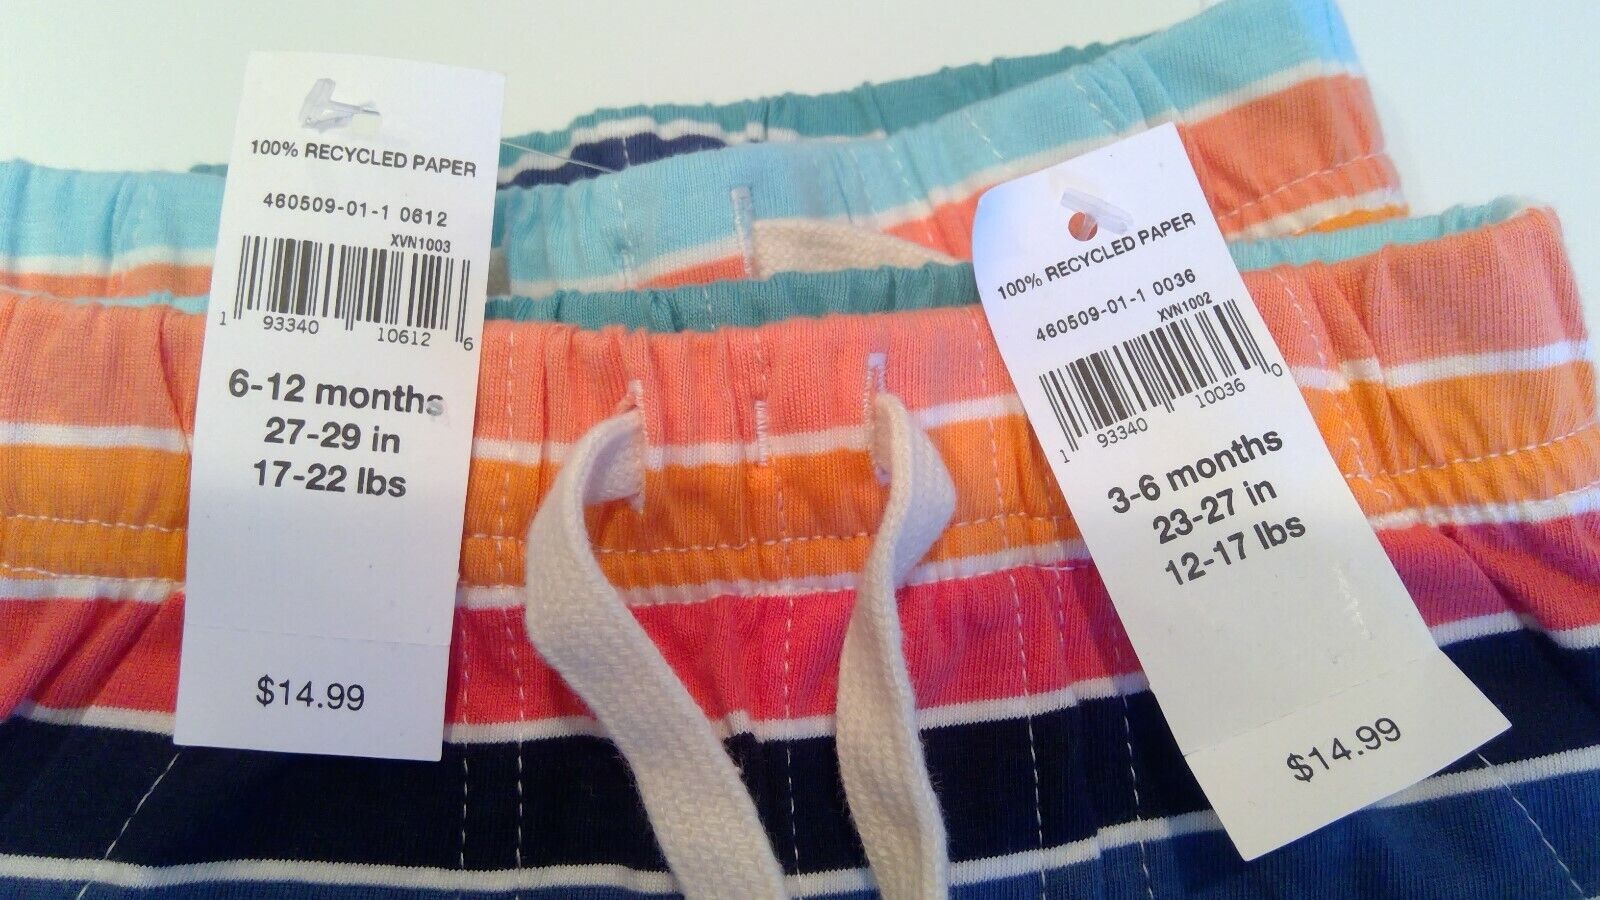 100% RECYCLED PAPER
460509-01-1 0612
XVN1003
1 93340 10612 6
6-12 months
27-29 in
17-22 lbs
$14.99
100% RECYCLED PAPER
460509-01-1 0036
XVN1002
1 93340 10036 0
3-6 months
23-27 in
12-17 lbs
$14.99